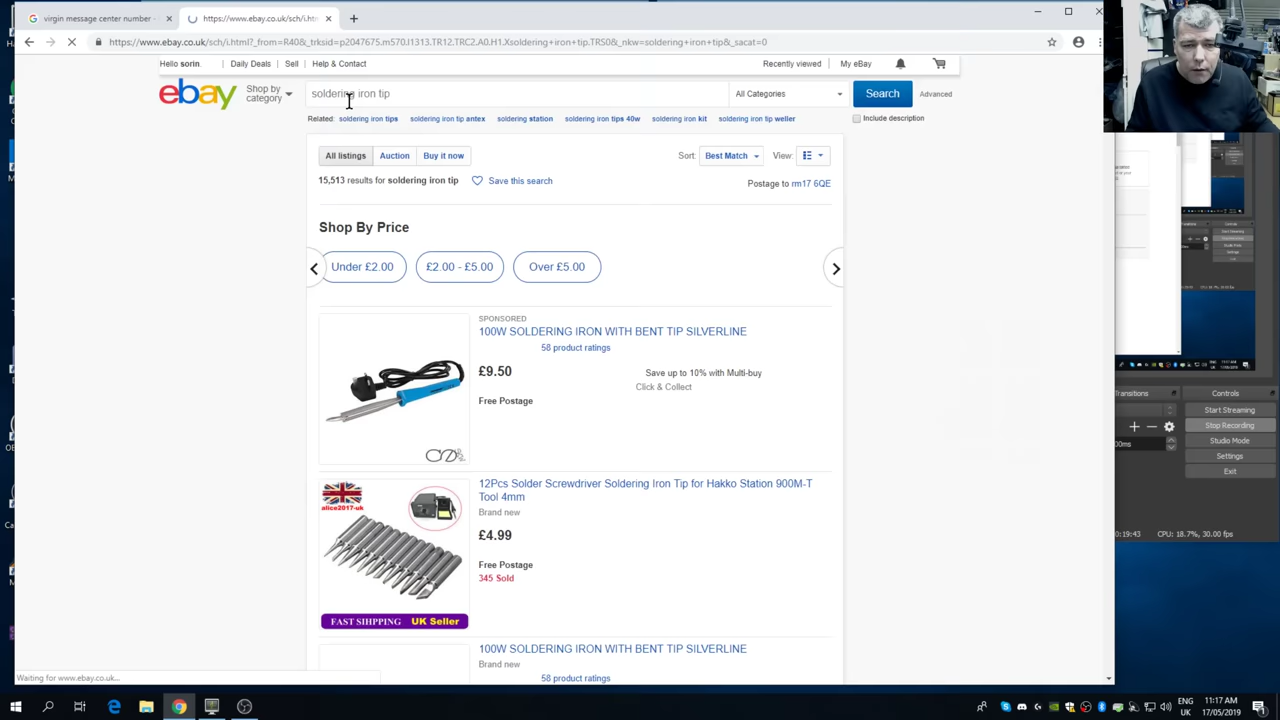 virgin message center number -
https://www.ebay.co.uk/sch/i.htm
https://www.ebay.co.uk/sch/i.html?_from=R40&_trksid=p2047675.m570.l1313.TR12.TRC2.A0.H1.Xsoldering+iron+tip.TRS0&_nkw=soldering+iron+tip&_sacat=0
Hello sorin. Daily Deals Sell Help & Contact Recently viewed My eBay
ebay Shop by category soldering iron tip All Categories Search Advanced
Related: soldering iron tips soldering iron tip antex soldering station soldering iron tips 40w soldering iron kit soldering iron tip weller Include description
All listings Auction Buy it now Sort: Best Match View:
15,513 results for soldering iron tip Save this search Postage to rm17 6QE
Shop By Price
Under £2.00 £2.00 - £5.00 Over £5.00
SPONSORED
100W SOLDERING IRON WITH BENT TIP SILVERLINE
58 product ratings
£9.50 Save up to 10% with Multi-buy
Click & Collect
Free Postage
12Pcs Solder Screwdriver Soldering Iron Tip for Hakko Station 900M-T
Tool 4mm
Brand new
alice2017-uk
£4.99
Free Postage
345 Sold
FAST SHIPPING UK Seller
100W SOLDERING IRON WITH BENT TIP SILVERLINE
Brand new
58 product ratings
Waiting for www.ebay.co.uk...
Controls
Start Streaming
Stop Recording
Studio Mode
Settings
Exit
CPU: 18.7%, 30.00 fps
ENG 11:17 AM
UK 17/05/2019